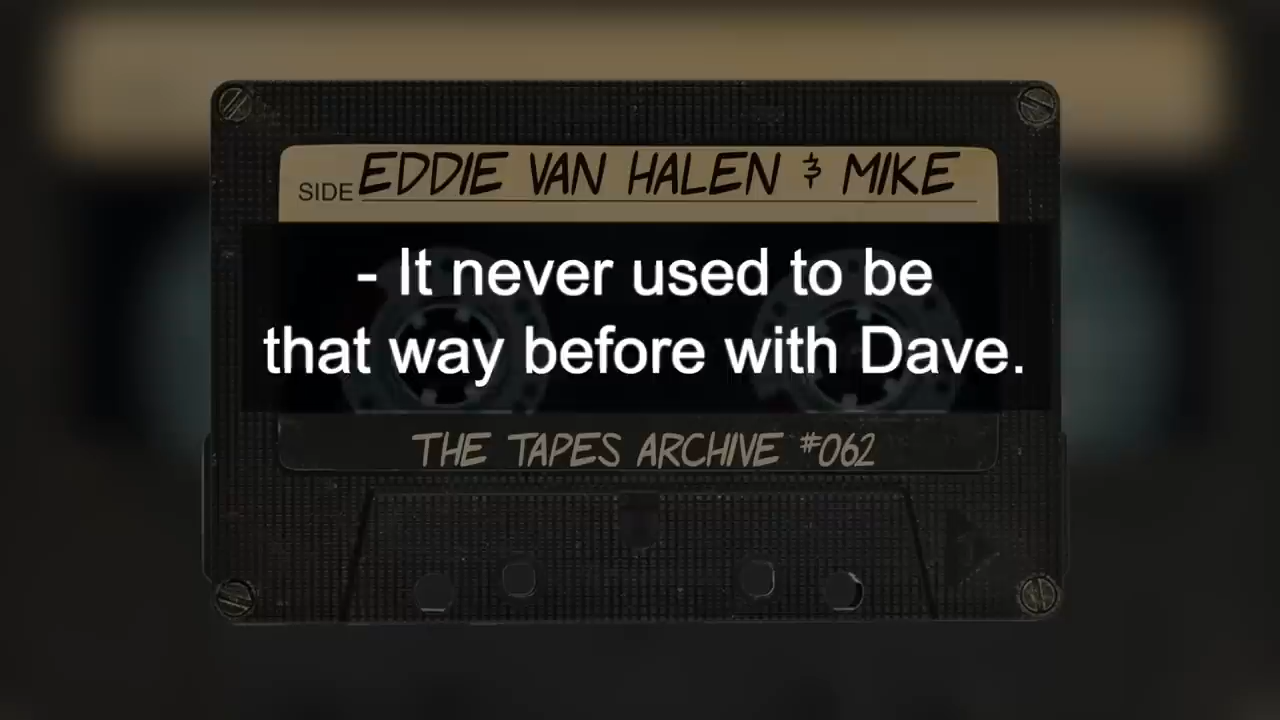 SIDE EDDIE VAN HALEN & MIKE
- It never used to be
that way before with Dave.
THE TAPES ARCHIVE #062